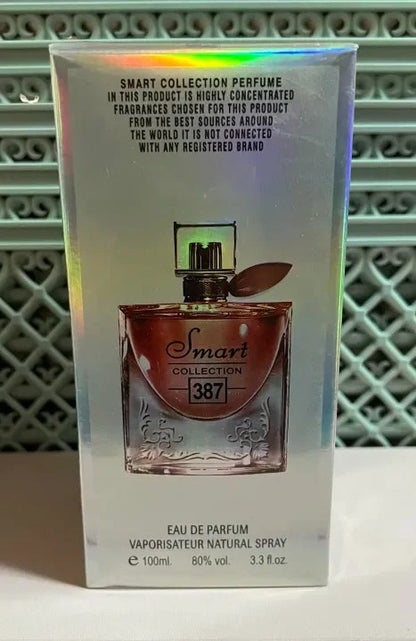 SMART COLLECTION PERFUME
IN THIS PRODUCT IS HIGHLY CONCENTRATED
FRAGRANCES CHOSEN FOR THIS PRODUCT
FROM THE BEST SOURCES AROUND
THE WORLD IT IS NOT CONNECTED
WITH ANY REGISTERED BRAND
Smart
COLLECTION
387
EAU DE PARFUM
VAPORISATEUR NATURAL SPRAY
℮ 100ml. 80% vol. 3.3 fl.oz.